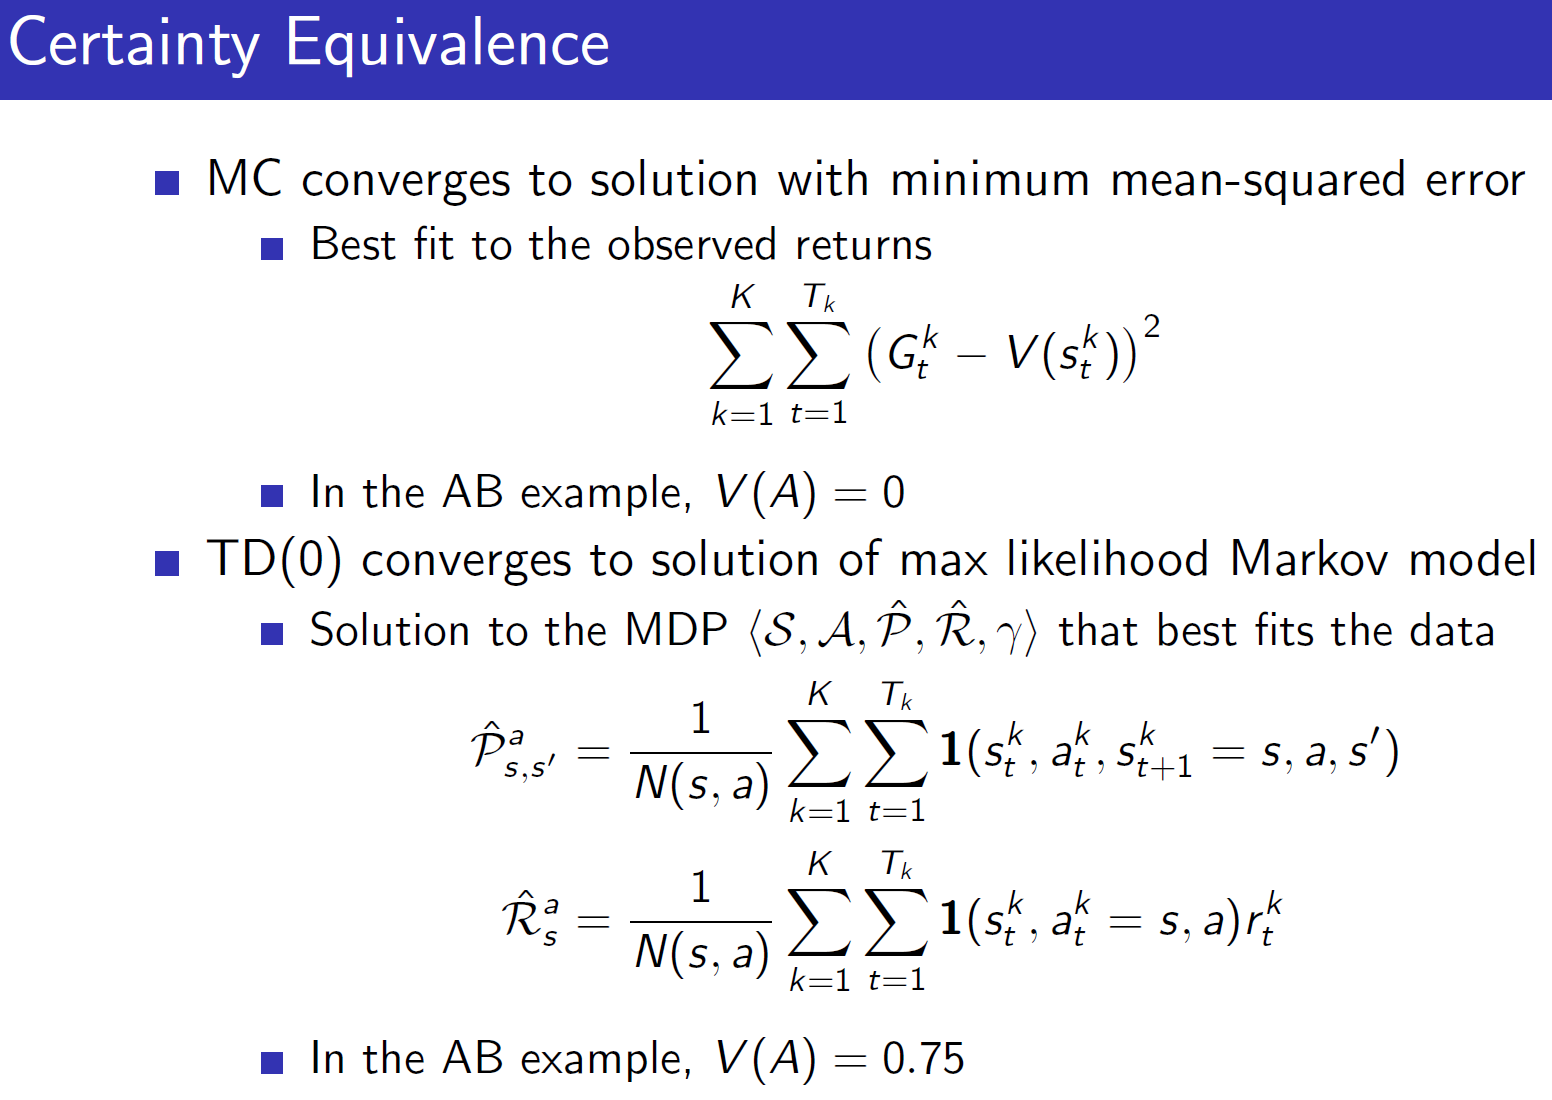 Certainty Equivalence
MC converges to solution with minimum mean-squared error
Best fit to the observed returns
$\sum_{k=1}^{K} \sum_{t=1}^{T_k} \left( G_t^k - V(s_t^k) \right)^2$
In the AB example, $V(A) = 0$
TD(0) converges to solution of max likelihood Markov model
Solution to the MDP $\langle \mathcal{S}, \mathcal{A}, \hat{\mathcal{P}}, \hat{\mathcal{R}}, \gamma \rangle$ that best fits the data
$\hat{\mathcal{P}}^a_{s,s'} = \frac{1}{N(s,a)} \sum_{k=1}^{K} \sum_{t=1}^{T_k} \mathbf{1}(s_t^k, a_t^k, s_{t+1}^k = s, a, s')$
$\hat{\mathcal{R}}^a_s = \frac{1}{N(s,a)} \sum_{k=1}^{K} \sum_{t=1}^{T_k} \mathbf{1}(s_t^k, a_t^k = s, a) r_t^k$
In the AB example, $V(A) = 0.75$